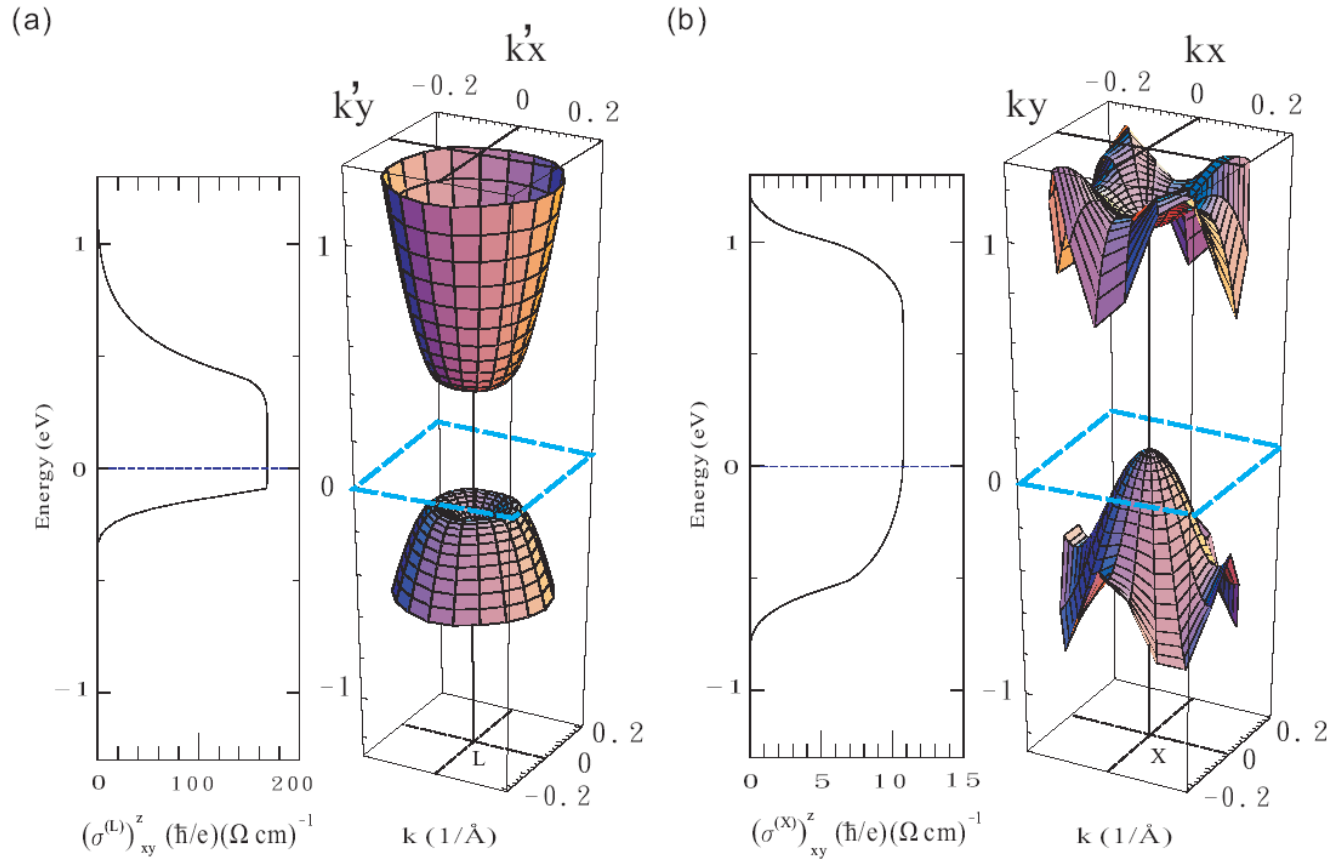 (a)
k'x
-0.2
0
0.2
k'y
1
0
-1
Energy (eV)
0 100 200
(σ^(L))^z_xy (ħ/e)(Ω cm)^-1
1
0
-1
L
0.2
0
-0.2
k (1/Å)
(b)
kx
-0.2
0
0.2
ky
1
0
-1
Energy (eV)
0 5 10 15
(σ^(X))^z_xy (ħ/e)(Ω cm)^-1
1
0
-1
X
0.2
0
-0.2
k (1/Å)